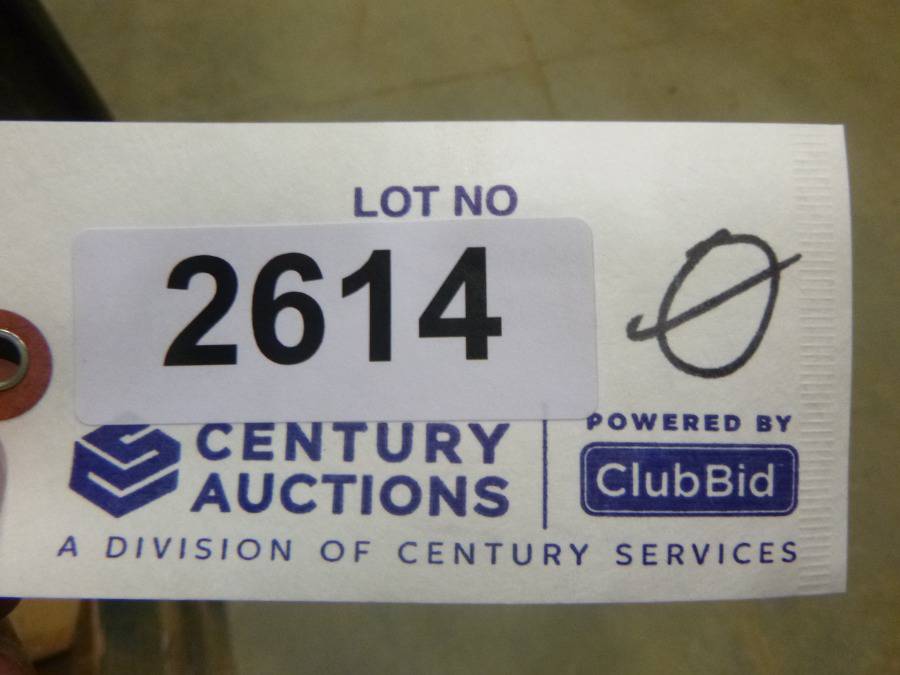 LOT NO
2614
Ø
CENTURY
AUCTIONS
POWERED BY
ClubBid
A DIVISION OF CENTURY SERVICES